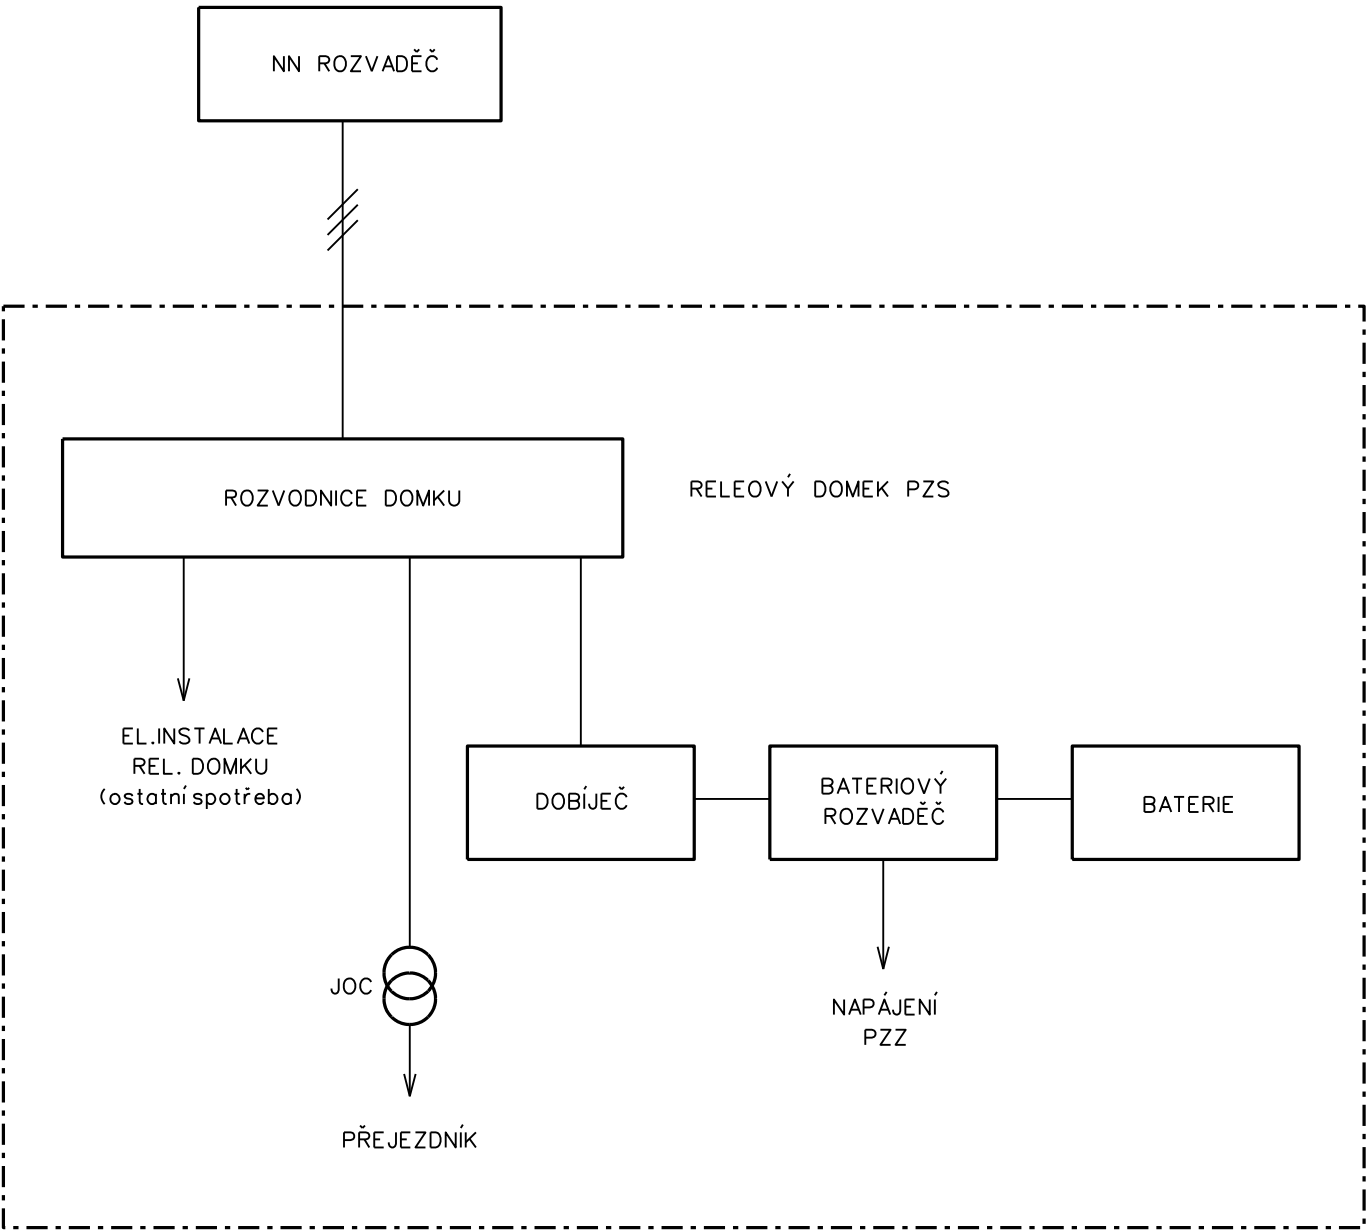 NN ROZVADĚČ
ROZVODNICE DOMKU
RELEOVÝ DOMEK PZS
EL.INSTALACE
REL. DOMKU
(ostatní spotřeba)
DOBÍJEČ
BATERIOVÝ
ROZVADĚČ
BATERIE
JOC
NAPÁJENÍ
PZZ
PŘEJEZDNÍK